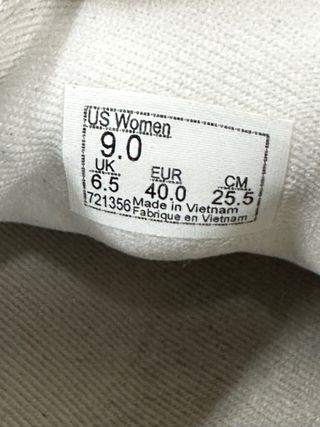 US Women
9.0
UK EUR CM
6.5 40.0 25.5
721356 Made in Vietnam
Fabrique en Vietnam